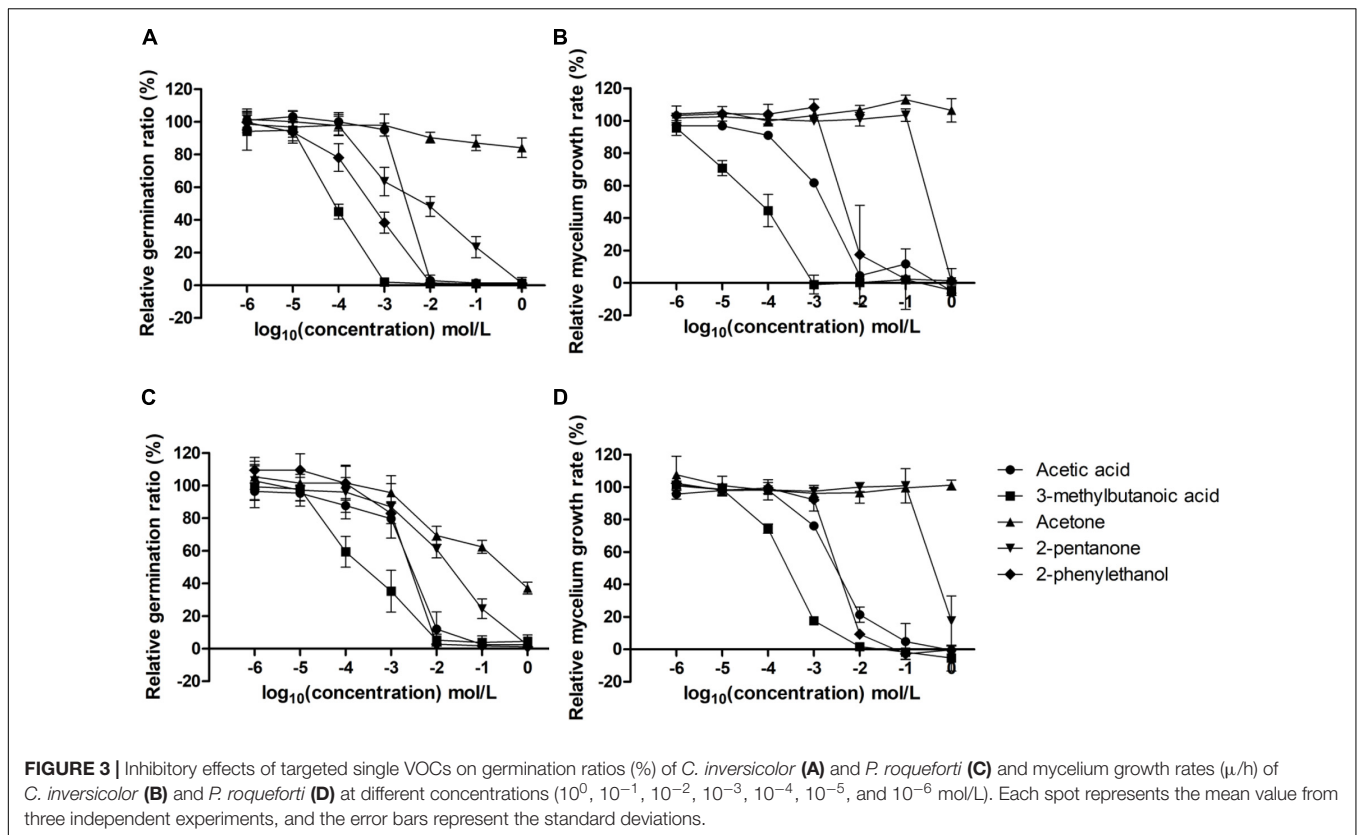 A
Relative germination ratio (%)
120
100
80
60
40
20
0
-20
-6 -5 -4 -3 -2 -1 0
log10(concentration) mol/L
B
Relative mycelium growth rate (%)
120
100
80
60
40
20
0
-20
-6 -5 -4 -3 -2 -1 0
log10(concentration) mol/L
C
Relative germination ratio (%)
120
100
80
60
40
20
0
-20
-6 -5 -4 -3 -2 -1 0
log10(concentration) mol/L
D
Relative mycelium growth rate (%)
120
100
80
60
40
20
0
-20
-6 -5 -4 -3 -2 -1 0
log10(concentration) mol/L
Acetic acid
3-methylbutanoic acid
Acetone
2-pentanone
2-phenylethanol
FIGURE 3 | Inhibitory effects of targeted single VOCs on germination ratios (%) of C. inversicolor (A) and P. roqueforti (C) and mycelium growth rates (μ/h) of
C. inversicolor (B) and P. roqueforti (D) at different concentrations (10⁰, 10⁻¹, 10⁻², 10⁻³, 10⁻⁴, 10⁻⁵, and 10⁻⁶ mol/L). Each spot represents the mean value from
three independent experiments, and the error bars represent the standard deviations.